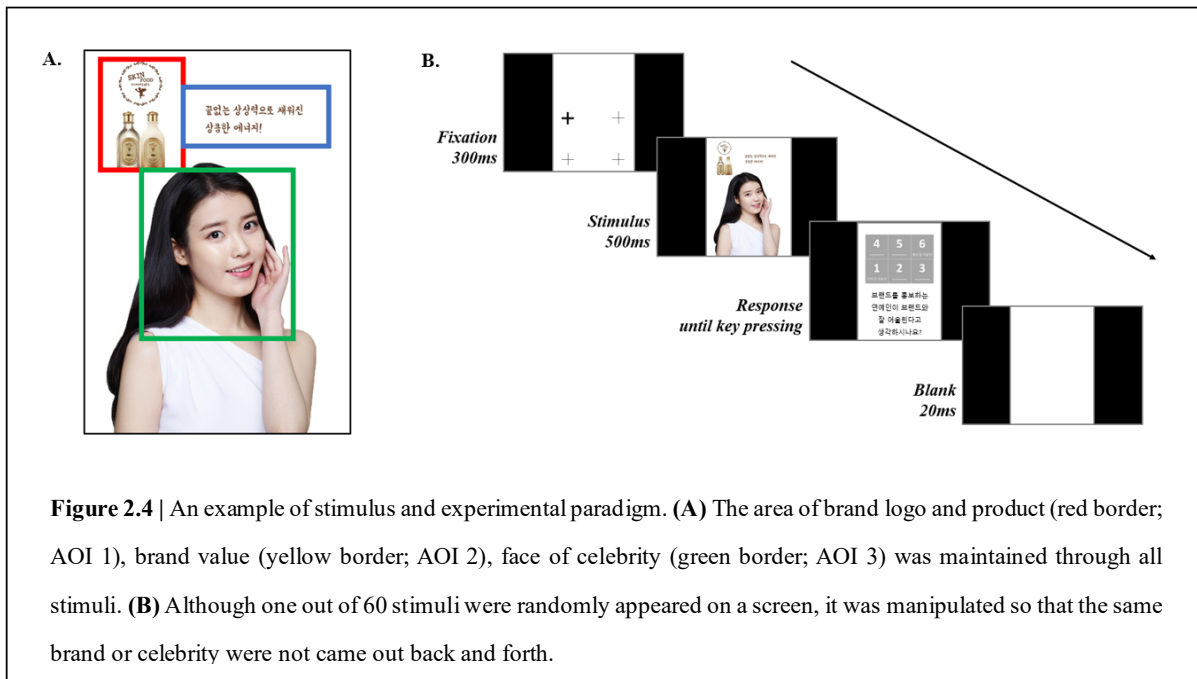 A.
SKIN
FOOD
끝없는 상상력으로 채워진
상큼한 에너지!
B.
Fixation
300ms
Stimulus
500ms
4 5 6
1 2 3
브랜드를 홍보하는
연예인이 브랜드와
잘 어울린다고
생각하시나요?
Response
until key pressing
Blank
20ms
Figure 2.4 | An example of stimulus and experimental paradigm. (A) The area of brand logo and product (red border;
AOI 1), brand value (yellow border; AOI 2), face of celebrity (green border; AOI 3) was maintained through all
stimuli. (B) Although one out of 60 stimuli were randomly appeared on a screen, it was manipulated so that the same
brand or celebrity were not came out back and forth.